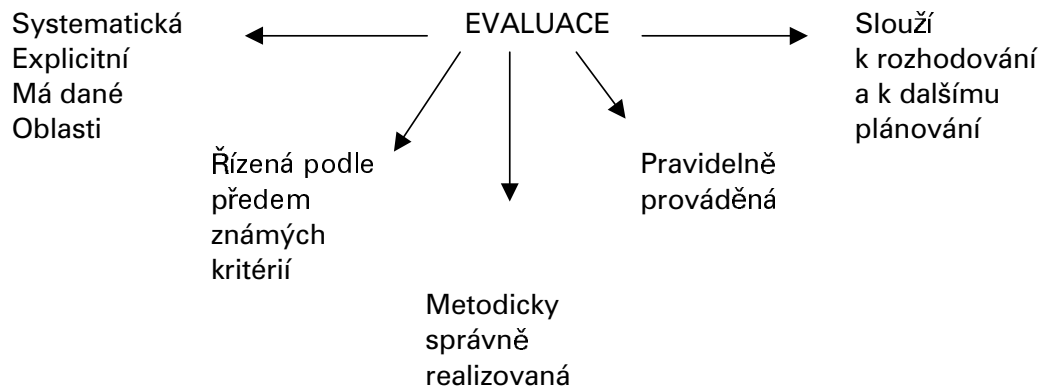 EVALUACE
Systematická
Explicitní
Má dané
Oblasti
Řízená podle
předem
známých
kritérií
Metodicky
správně
realizovaná
Pravidelně
prováděná
Slouží
k rozhodování
a k dalšímu
plánování